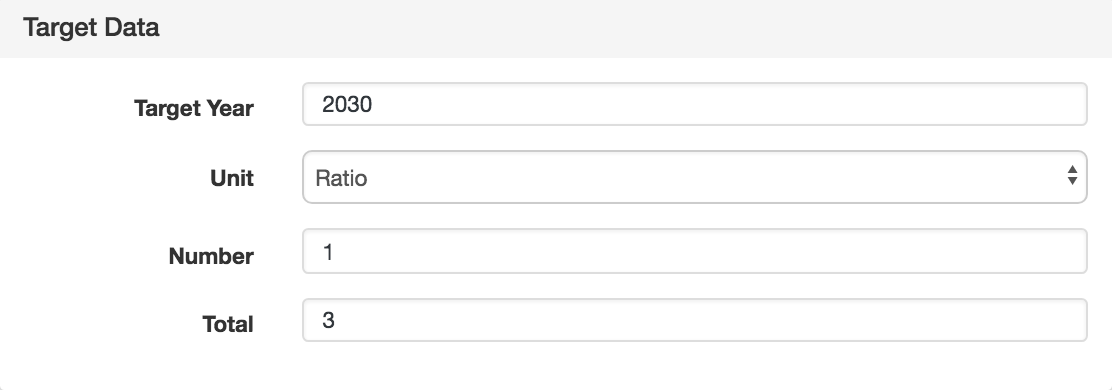 Target Data
Target Year 2030
Unit Ratio
Number 1
Total 3